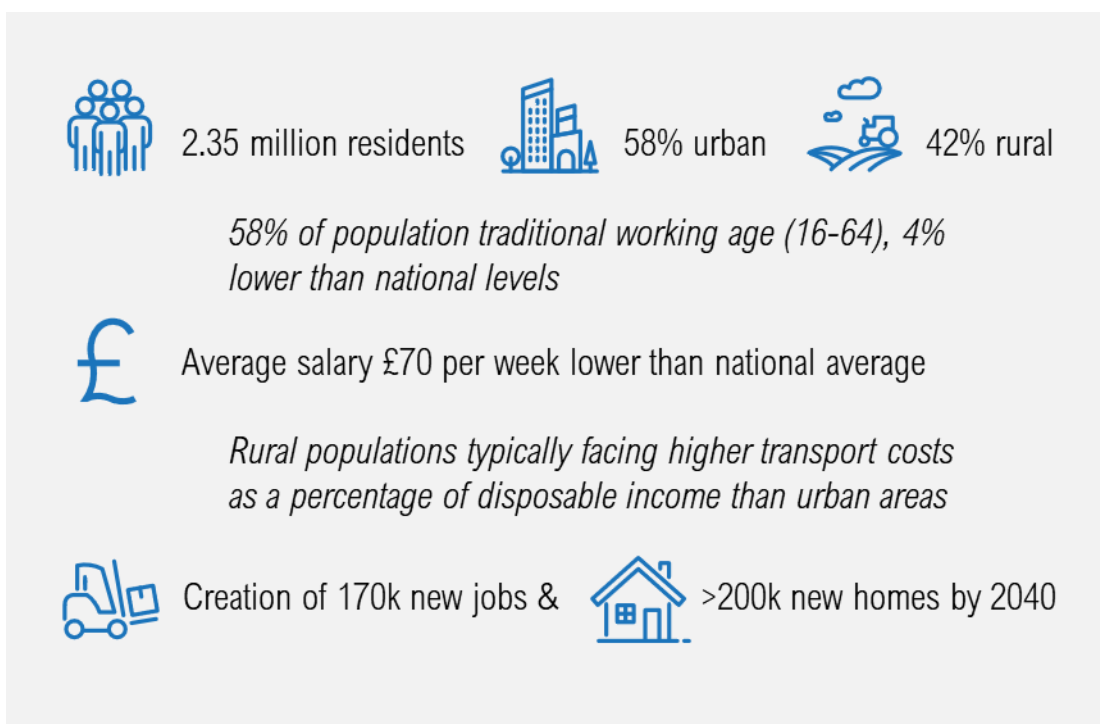 2.35 million residents 58% urban 42% rural
58% of population traditional working age (16-64), 4%
lower than national levels
£ Average salary £70 per week lower than national average
Rural populations typically facing higher transport costs
as a percentage of disposable income than urban areas
Creation of 170k new jobs & >200k new homes by 2040